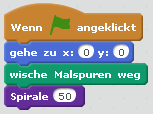 Wenn angeklickt
gehe zu x: 0 y: 0
wische Malspuren weg
Spirale 50